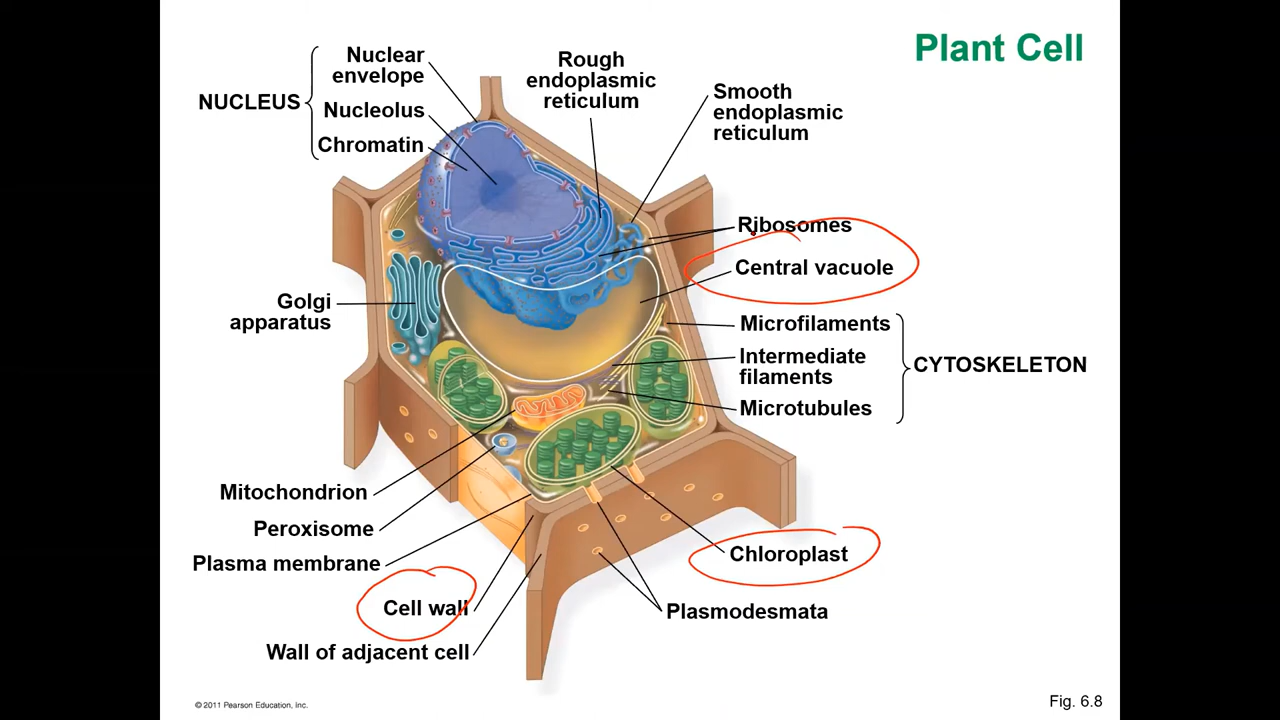 Plant Cell
Nuclear
envelope
NUCLEUS
Nucleolus
Chromatin
Rough
endoplasmic
reticulum
Smooth
endoplasmic
reticulum
Ribosomes
Central vacuole
Golgi
apparatus
Microfilaments
Intermediate
filaments
Microtubules
CYTOSKELETON
Mitochondrion
Peroxisome
Plasma membrane
Cell wall
Wall of adjacent cell
Chloroplast
Plasmodesmata
© 2011 Pearson Education, Inc.
Fig. 6.8